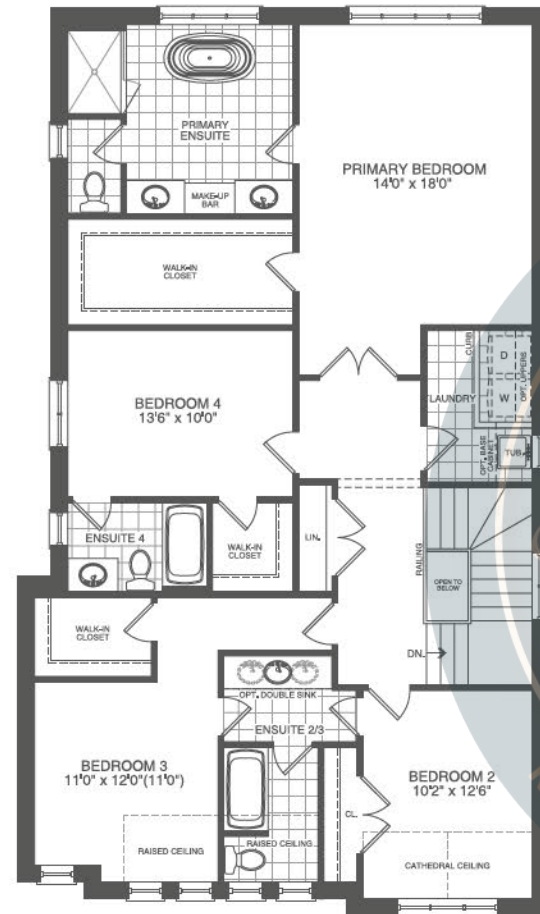 PRIMARY
ENSUITE
MAKE-UP
BAR
PRIMARY BEDROOM
14'0" x 18'0"
WALK-IN
CLOSET
CURB
D
W
OPT. UPPERS
LAUNDRY
OPT. BASE
CABINET
TUB
BEDROOM 4
13'6" x 10'0"
ENSUITE 4
WALK-IN
CLOSET
LIN.
RAILING
OPEN TO
BELOW
DN.
WALK-IN
CLOSET
OPT. DOUBLE SINK
ENSUITE 2/3
BEDROOM 3
11'0" x 12'0"(11'0")
RAISED CEILING
RAISED CEILING
CL.
BEDROOM 2
10'2" x 12'6"
CATHEDRAL CEILING